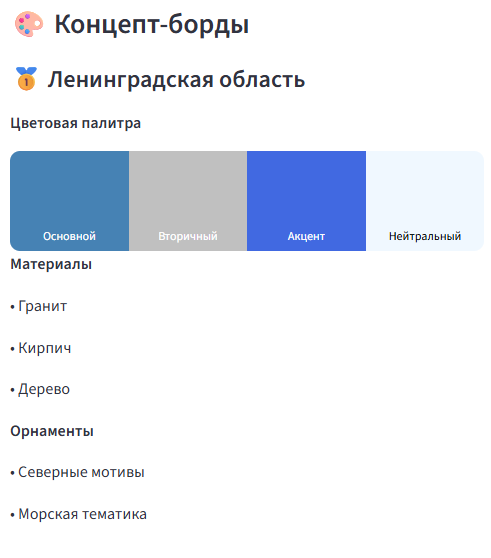 Концепт-борды
Ленинградская область
Цветовая палитра
Основной Вторичный Акцент Нейтральный
Материалы
• Гранит
• Кирпич
• Дерево
Орнаменты
• Северные мотивы
• Морская тематика